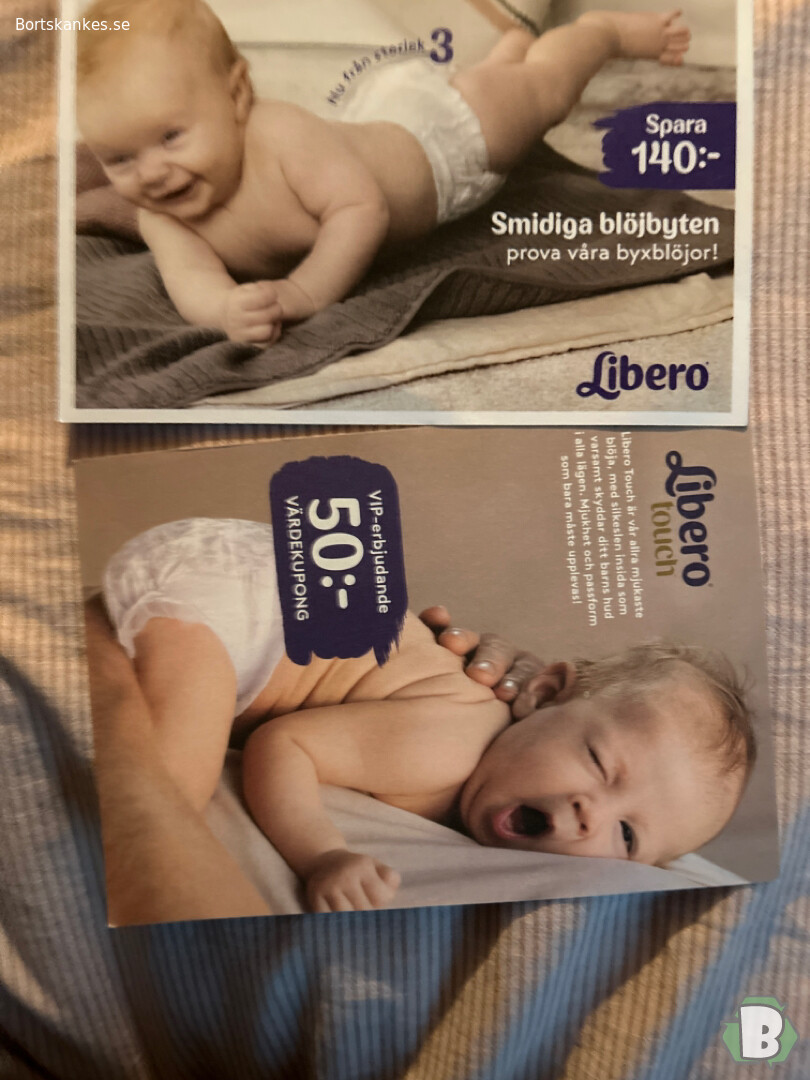 Bortskankes.se
Nu från storlek 3
Spara
140:-
Smidiga blöjbyten
prova våra byxblöjor!
Libero
Libero
touch
Libero Touch är vår allra mjukaste
blöja, med silkeslen insida som
varsamt skyddar ditt barns hud
i alla lägen. Mjukhet och passform
som bara måste upplevas!
VIP-erbjudande
50:-
VÄRDEKUPONG
B